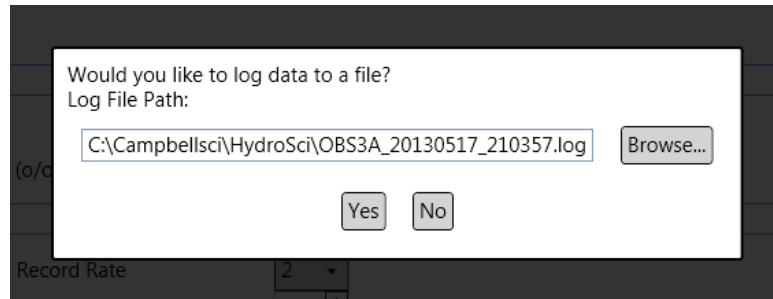 Would you like to log data to a file?
Log File Path:
C:\Campbellsci\HydroSci\OBS3A_20130517_210357.log
Browse...
(o/o
Yes
No
Record Rate
2